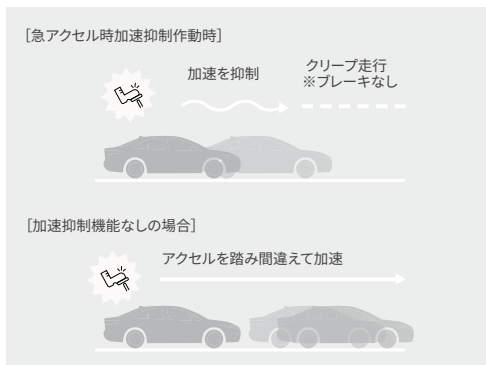 ［急アクセル時加速抑制作動時］
加速を抑制
クリープ走行
※ブレーキなし
［加速抑制機能なしの場合］
アクセルを踏み間違えて加速